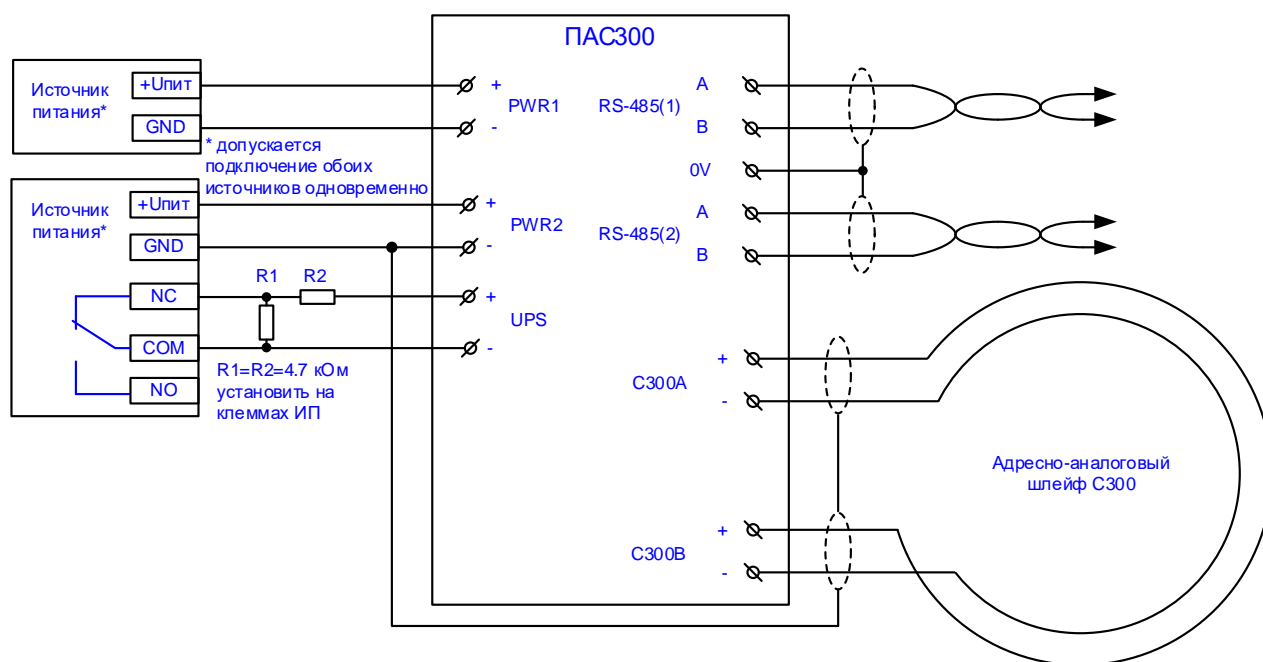 ПАС300
Источник
питания*
+Uпит
GND
* допускается
подключение обоих
источников одновременно
+
PWR1
-
Источник
питания*
+Uпит
GND
+
PWR2
-
NC
COM
NO
R1
R2
+
UPS
-
R1=R2=4.7 кОм
установить на
клеммах ИП
A
RS-485(1)
B
0V
A
RS-485(2)
B
+
С300А
-
+
С300В
-
Адресно-аналоговый
шлейф С300